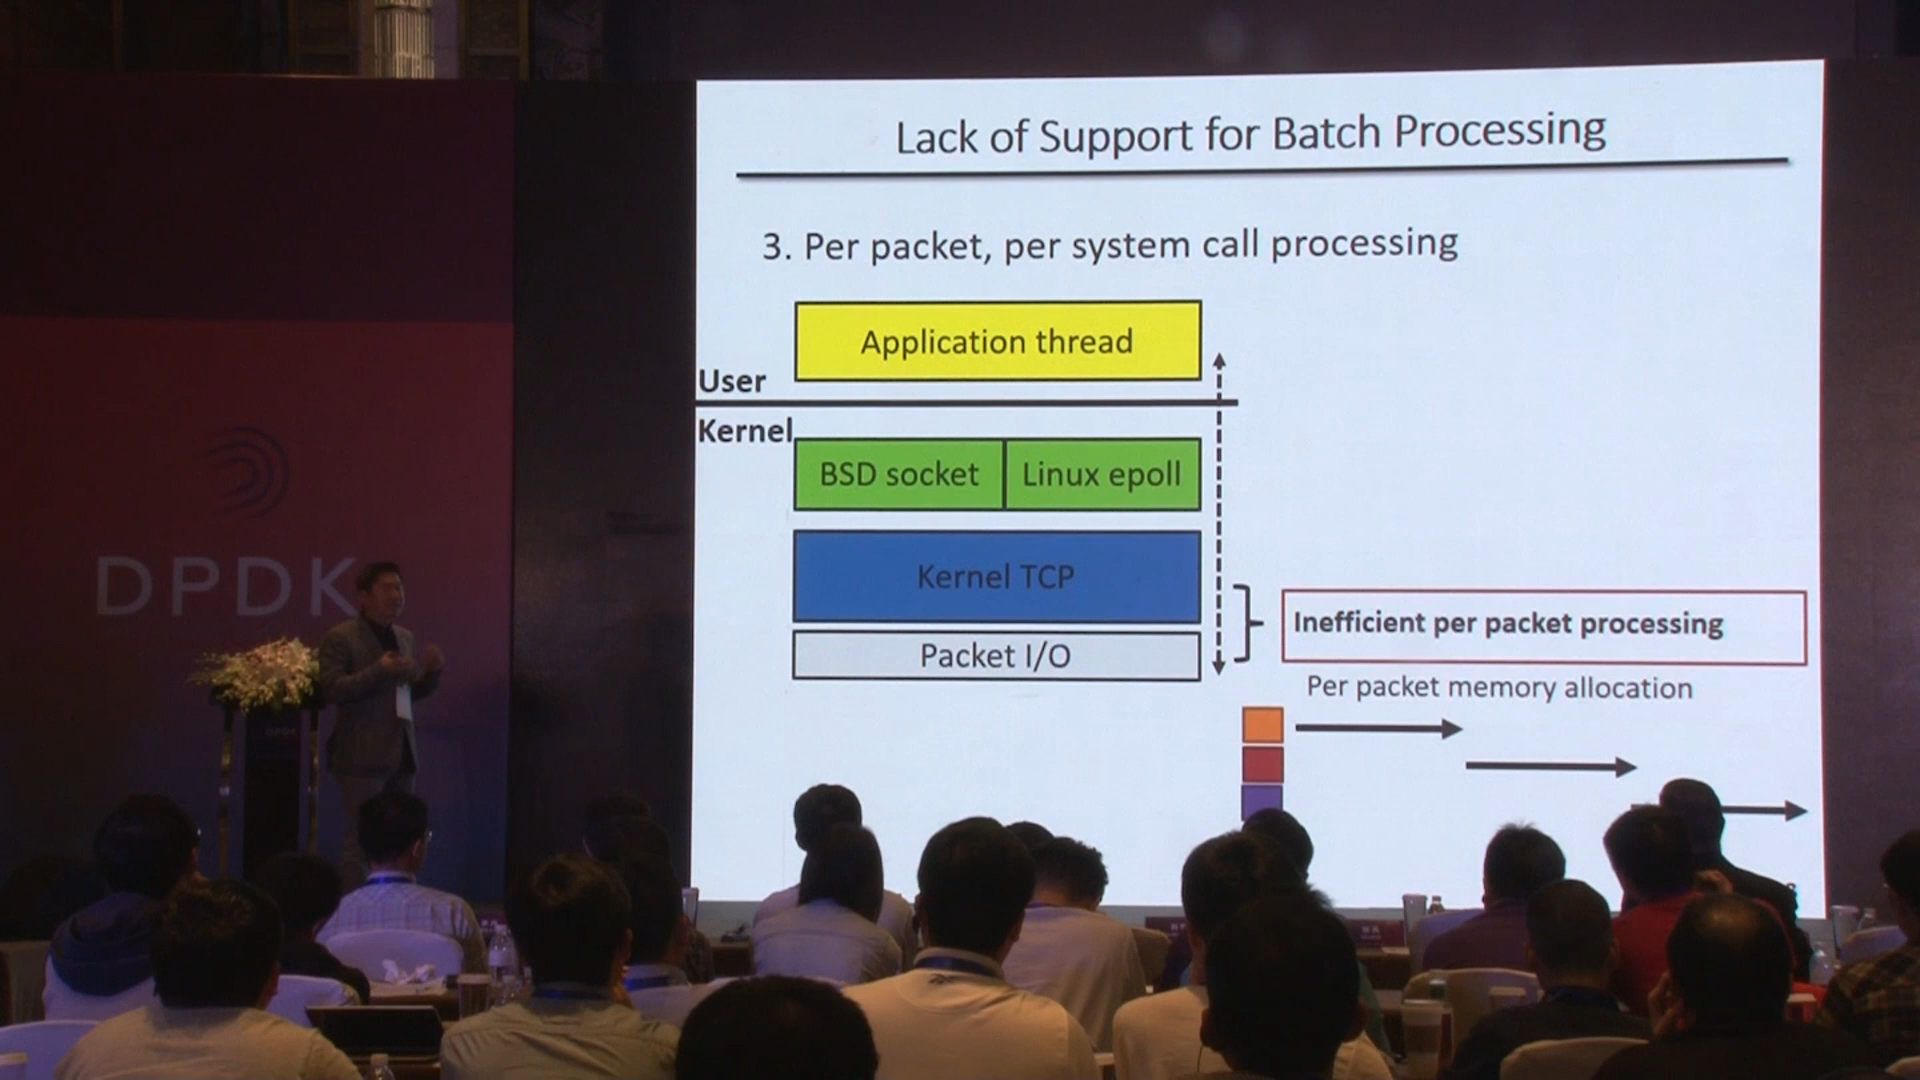 Lack of Support for Batch Processing
3. Per packet, per system call processing
Application thread
User
Kernel
BSD socket
Linux epoll
Kernel TCP
Packet I/O
Inefficient per packet processing
Per packet memory allocation
DPDK
DPDK